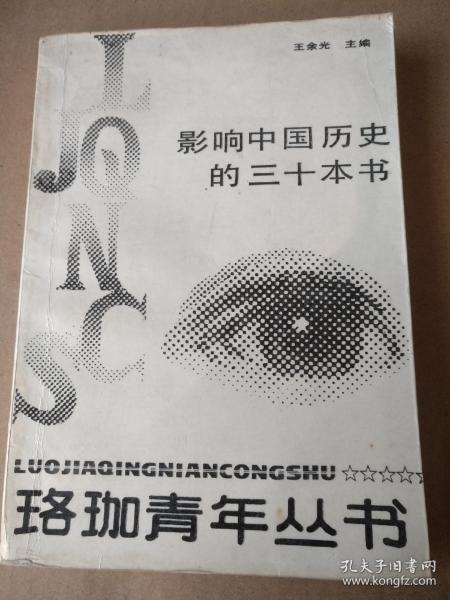 王余光 主编
影响中国历史
的三十本书
L
JQ
N
C
S
LUOJIAQINGNIANCONGSHU ☆☆☆☆☆
珞珈青年丛书
孔夫子旧书网
www.kongfz.com